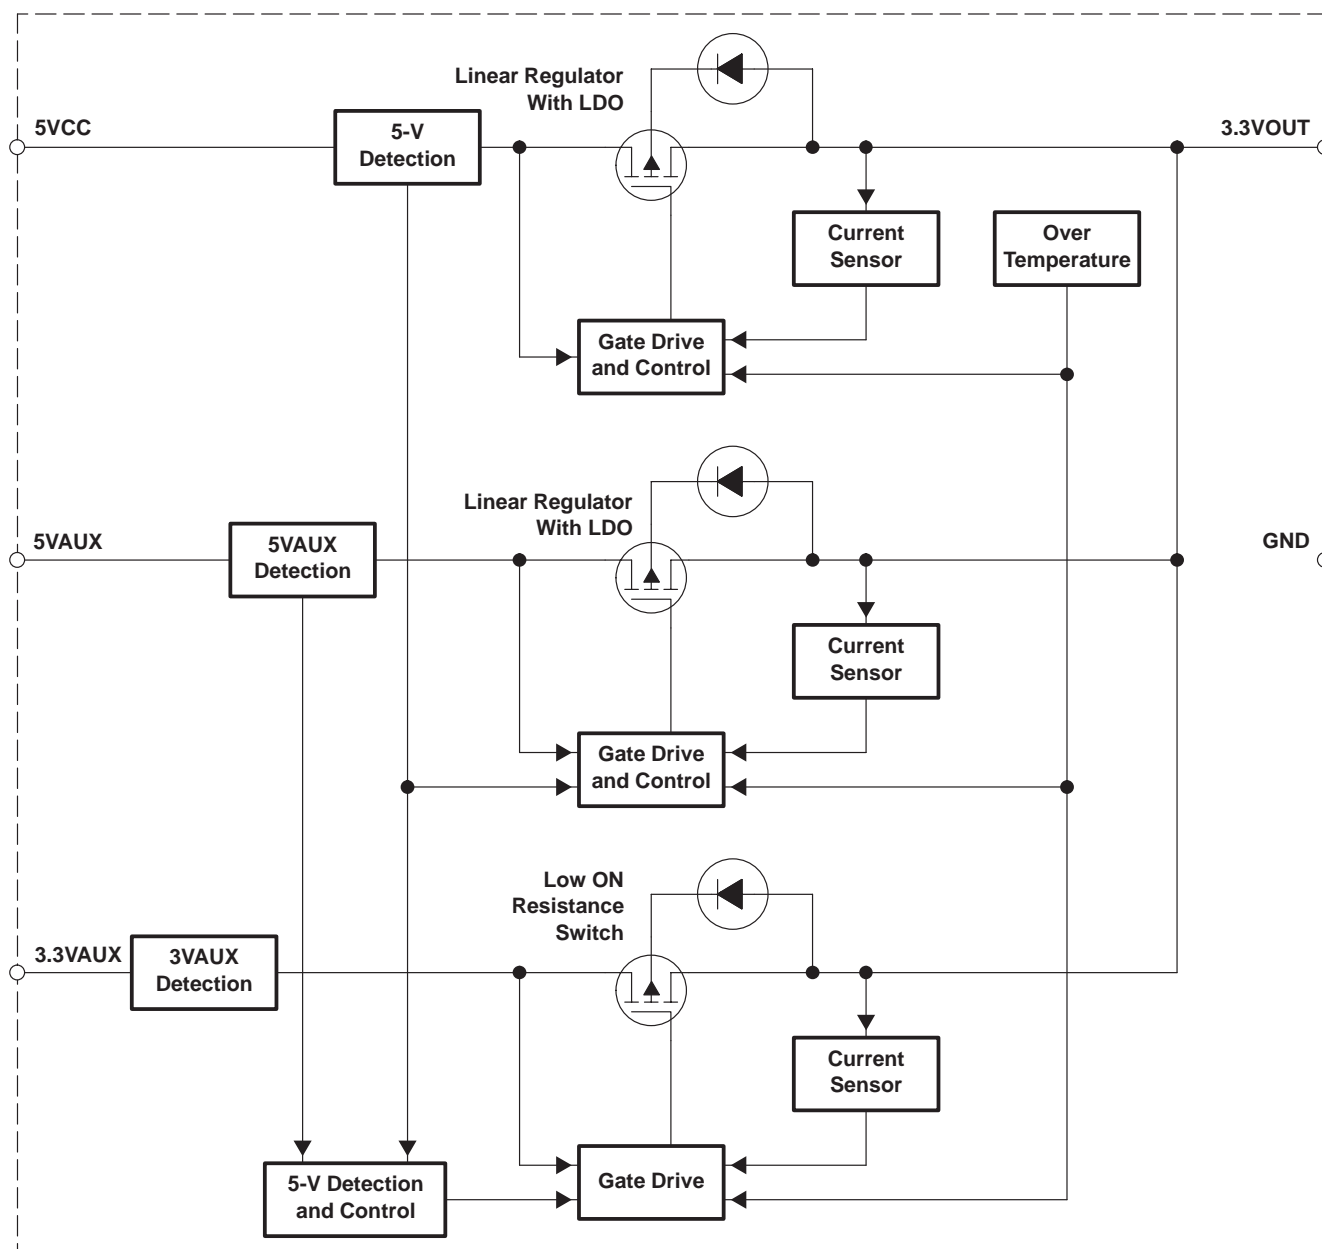 Linear Regulator
With LDO
5VCC
5-V
Detection
3.3VOUT
Current
Sensor
Over
Temperature
Gate Drive
and Control
Linear Regulator
With LDO
5VAUX
5VAUX
Detection
GND
Current
Sensor
Gate Drive
and Control
Low ON
Resistance
Switch
3.3VAUX
3VAUX
Detection
Current
Sensor
5-V Detection
and Control
Gate Drive